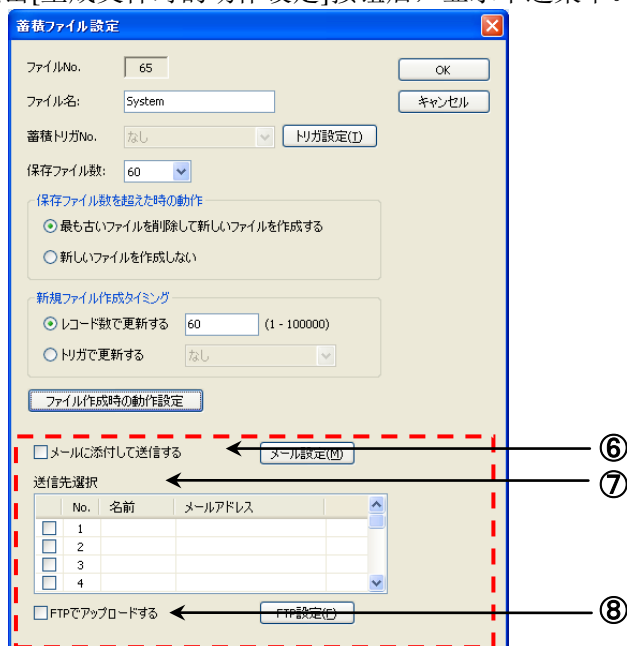 [生成文件时的动作设定]按钮后，显示下述菜单。
蓄積ファイル設定
ファイルNo. 65 OK
ファイル名: System キャンセル
蓄積トリガNo. なし トリガ設定(T)
保存ファイル数: 60
保存ファイル数を超えた時の動作
最も古いファイルを削除して新しいファイルを作成する
新しいファイルを作成しない
新規ファイル作成タイミング
レコード数で更新する 60 (1 - 100000)
トリガで更新する なし
ファイル作成時の動作設定
メールに添付して送信する メール設定(M) ⑥
送信先選択 ⑦
No. 名前 メールアドレス
1
2
3
4
FTPでアップロードする FTP設定(F) ⑧